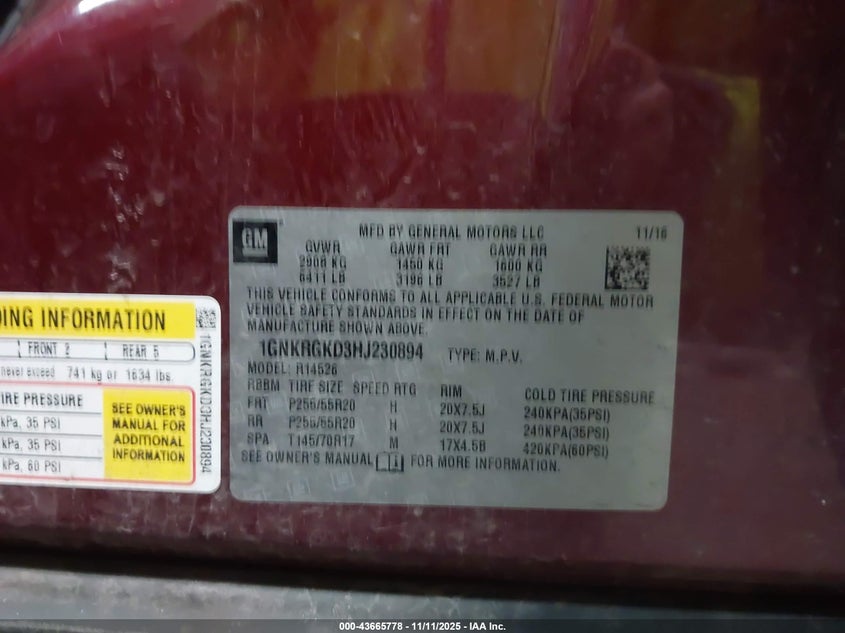 GM
MFD BY GENERAL MOTORS LLC 11/16
GVWR GAWR FRT GAWR RR
2908 KG 1450 KG 1600 KG
6411 LB 3196 LB 3527 LB
THIS VEHICLE CONFORMS TO ALL APPLICABLE U.S. FEDERAL MOTOR
VEHICLE SAFETY STANDARDS IN EFFECT ON THE DATE OF
MANUFACTURE SHOWN ABOVE.
1GNKRGKD3HJ230894 TYPE: M.P.V.
MODEL: R14526
RBBM TIRE SIZE SPEED RTG RIM COLD TIRE PRESSURE
FRT P255/55R20 H 20X7.5J 240KPA(35PSI)
RR P255/55R20 H 20X7.5J 240KPA(35PSI)
SPA T145/70R17 M 17X4.5B 420KPA(60PSI)
SEE OWNER'S MANUAL FOR MORE INFORMATION.
DING INFORMATION
FRONT 2 REAR 5
never exceed 741 kg or 1634 lbs.
IRE PRESSURE
kPa, 35 PSI
kPa, 35 PSI
kPa, 60 PSI
SEE OWNER'S
MANUAL FOR
ADDITIONAL
INFORMATION
1GNKRGKD3HJ230894
000-43665778 - 11/11/2025 - IAA Inc.